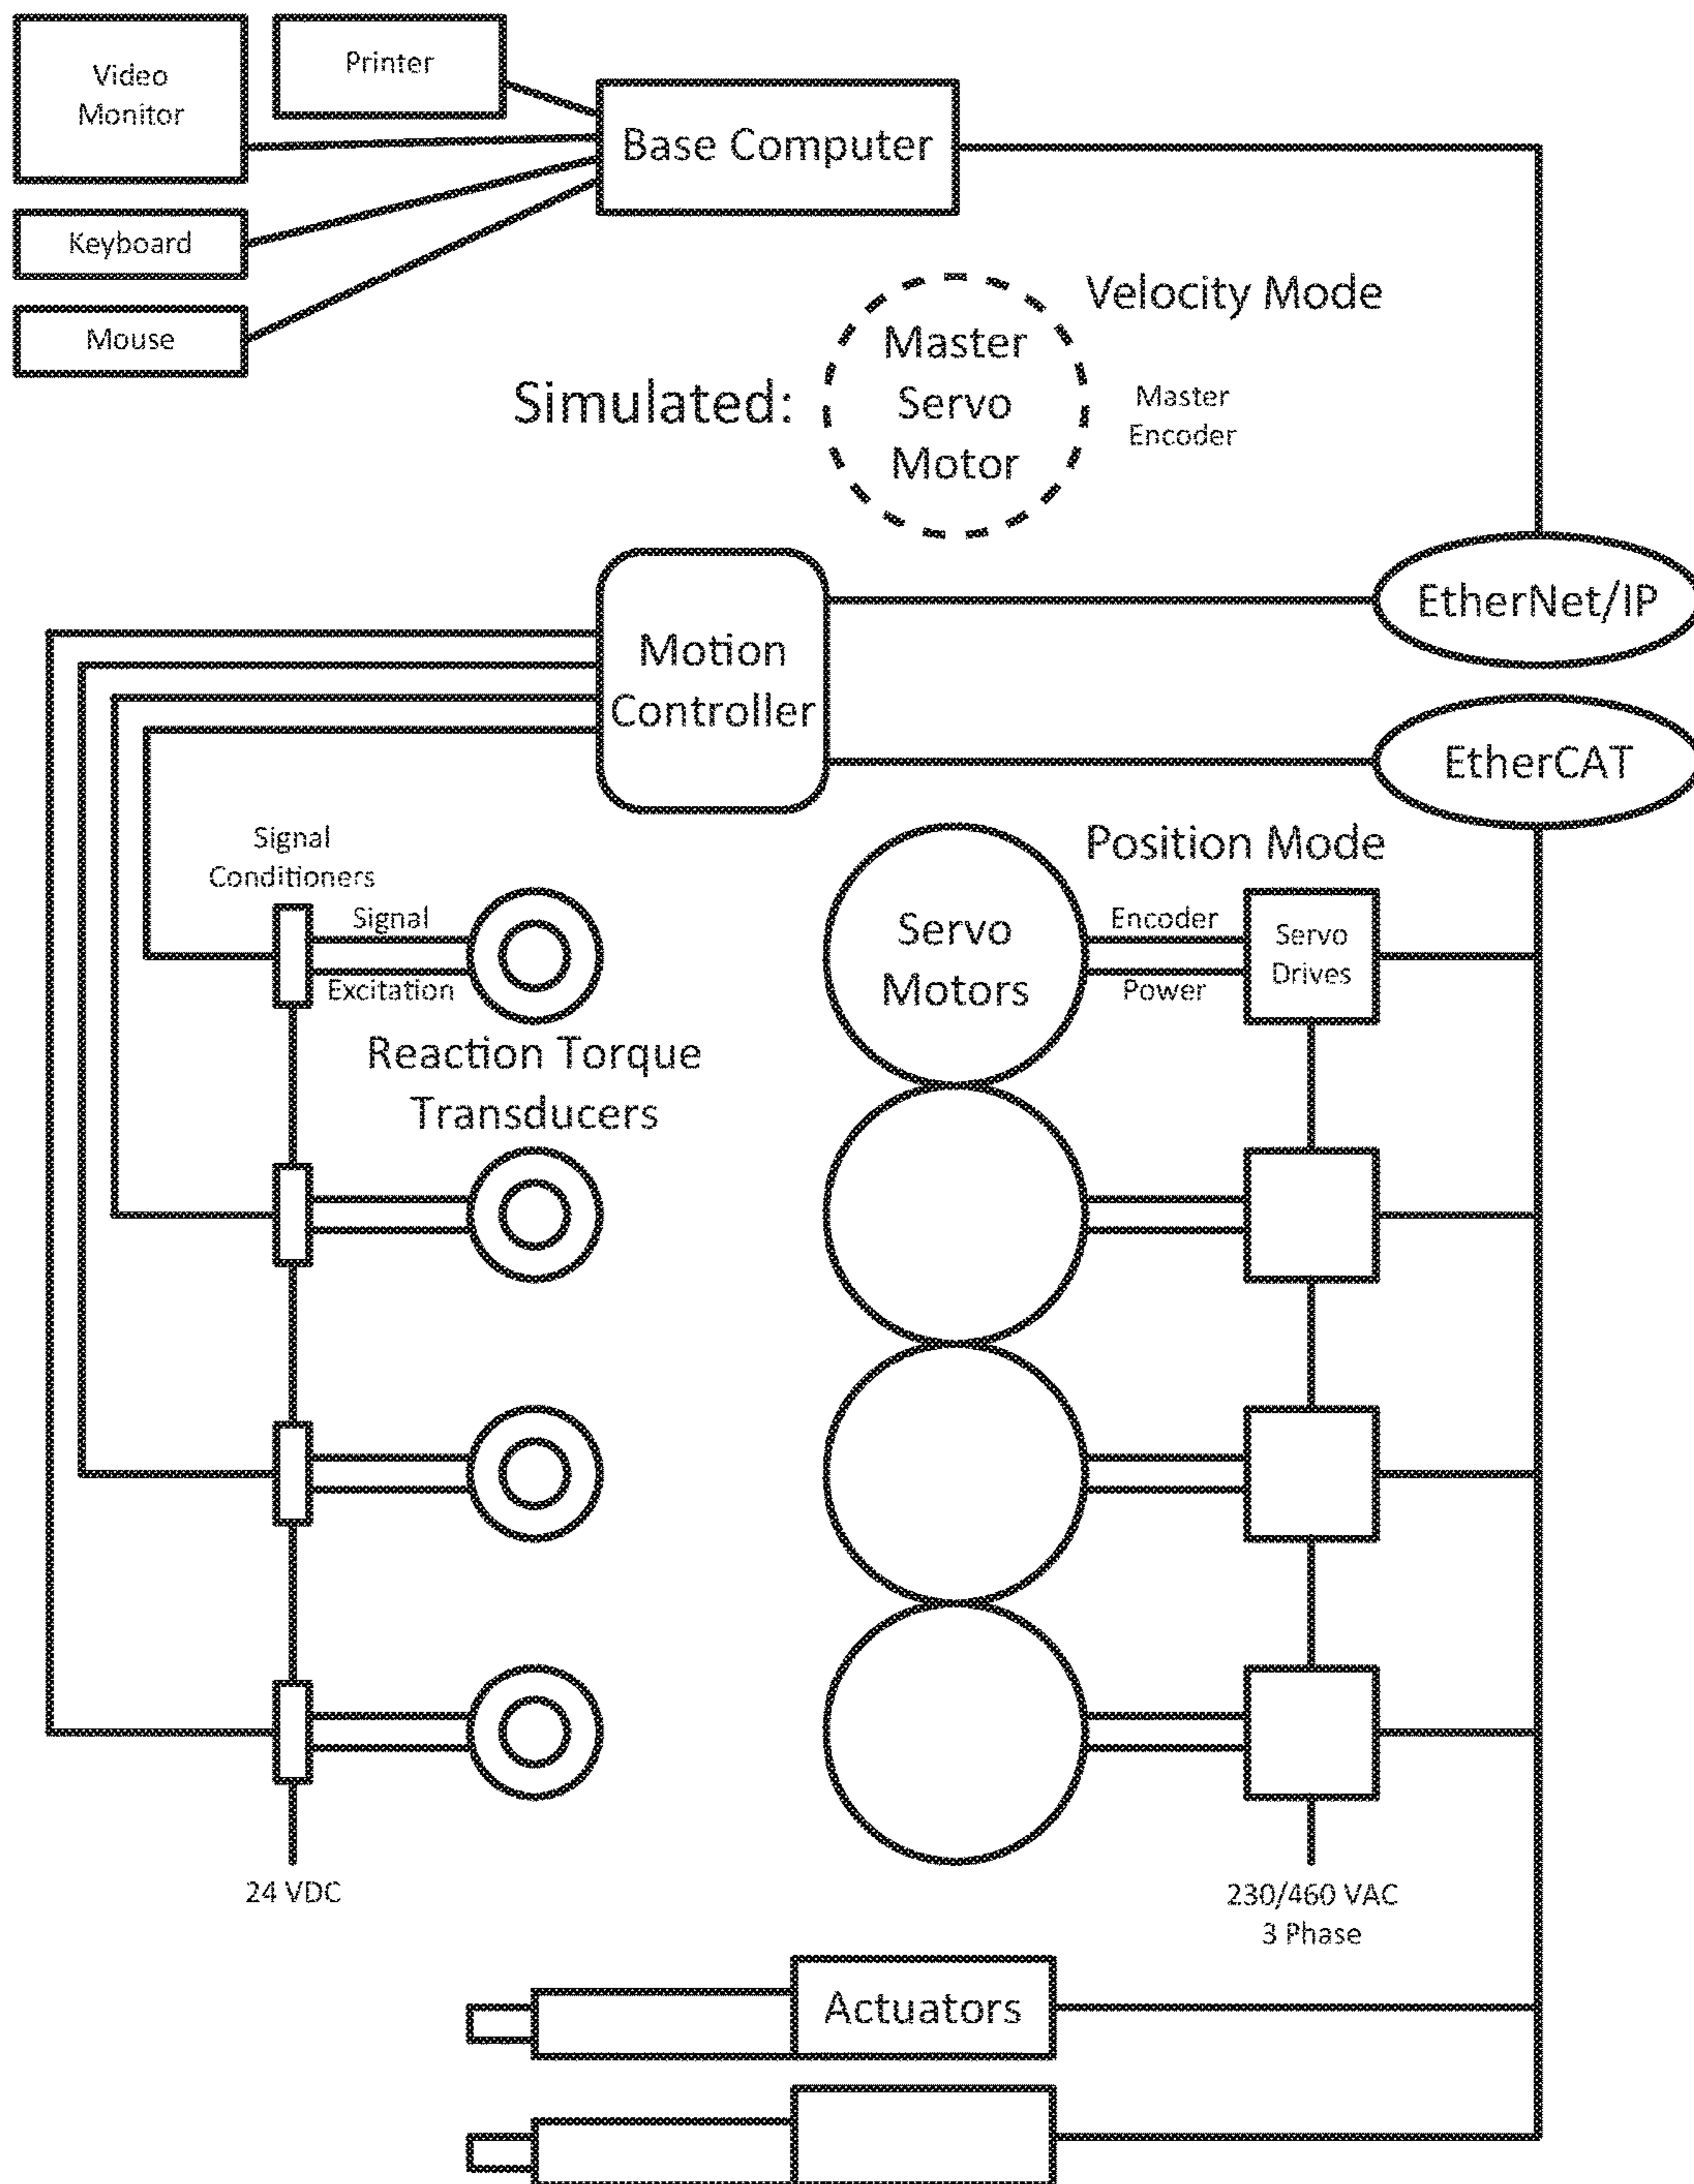 Video
Monitor
Printer
Base Computer
Keyboard
Mouse
Velocity Mode
Simulated:
Master
Servo
Motor
Master
Encoder
EtherNet/IP
Motion
Controller
EtherCAT
Signal
Conditioners
Signal
Excitation
Reaction Torque
Transducers
Position Mode
Servo
Motors
Encoder
Power
Servo
Drives
24 VDC
230/460 VAC
3 Phase
Actuators